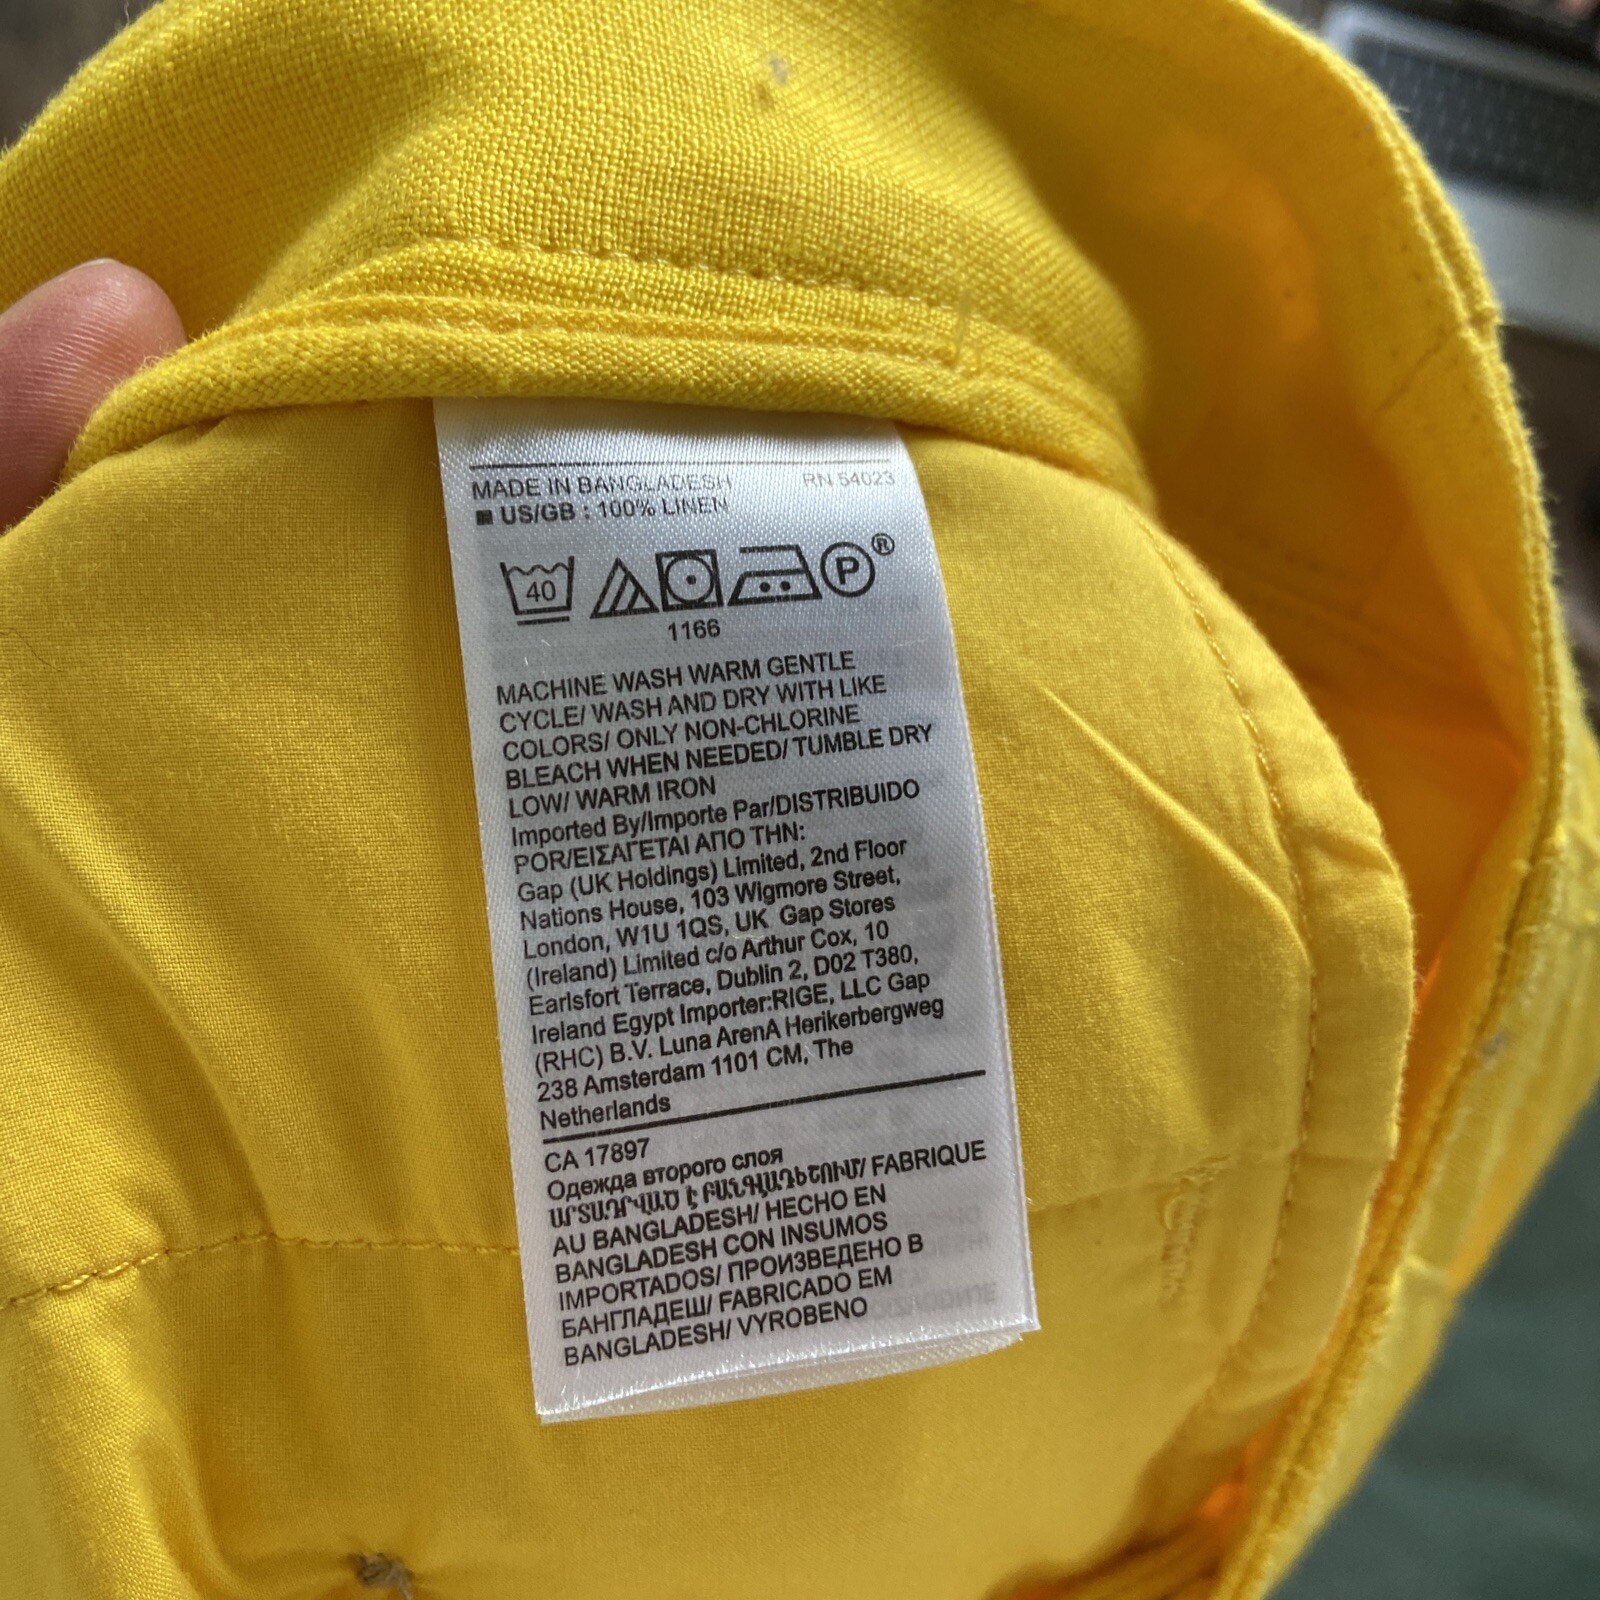 MADE IN BANGLADESH RN 54023
■ US/GB : 100% LINEN
40 P ®
1166
MACHINE WASH WARM GENTLE
CYCLE/ WASH AND DRY WITH LIKE
COLORS/ ONLY NON-CHLORINE
BLEACH WHEN NEEDED/ TUMBLE DRY
LOW/ WARM IRON
Imported By/Importe Par/DISTRIBUIDO
POR/ΕΙΣΑΓΕΤΑΙ ΑΠΟ ΤΗΝ:
Gap (UK Holdings) Limited, 2nd Floor
Nations House, 103 Wigmore Street,
London, W1U 1QS, UK Gap Stores
(Ireland) Limited c/o Arthur Cox, 10
Earlsfort Terrace, Dublin 2, D02 T380,
Ireland Egypt Importer:RIGE, LLC Gap
(RHC) B.V. Luna ArenA Herikerbergweg
238 Amsterdam 1101 CM, The
Netherlands
CA 17897
Одежда второго слоя
ԱՐՏԱԴՐՎԱԾ Է ԲԱՆԳԼԱԴԵՇՈՒՄ/ FABRIQUE
AU BANGLADESH/ HECHO EN
BANGLADESH CON INSUMOS
IMPORTADOS/ ПРОИЗВЕДЕНО В
БАНГЛАДЕШ/ FABRICADO EM
BANGLADESH/ VYROBENO